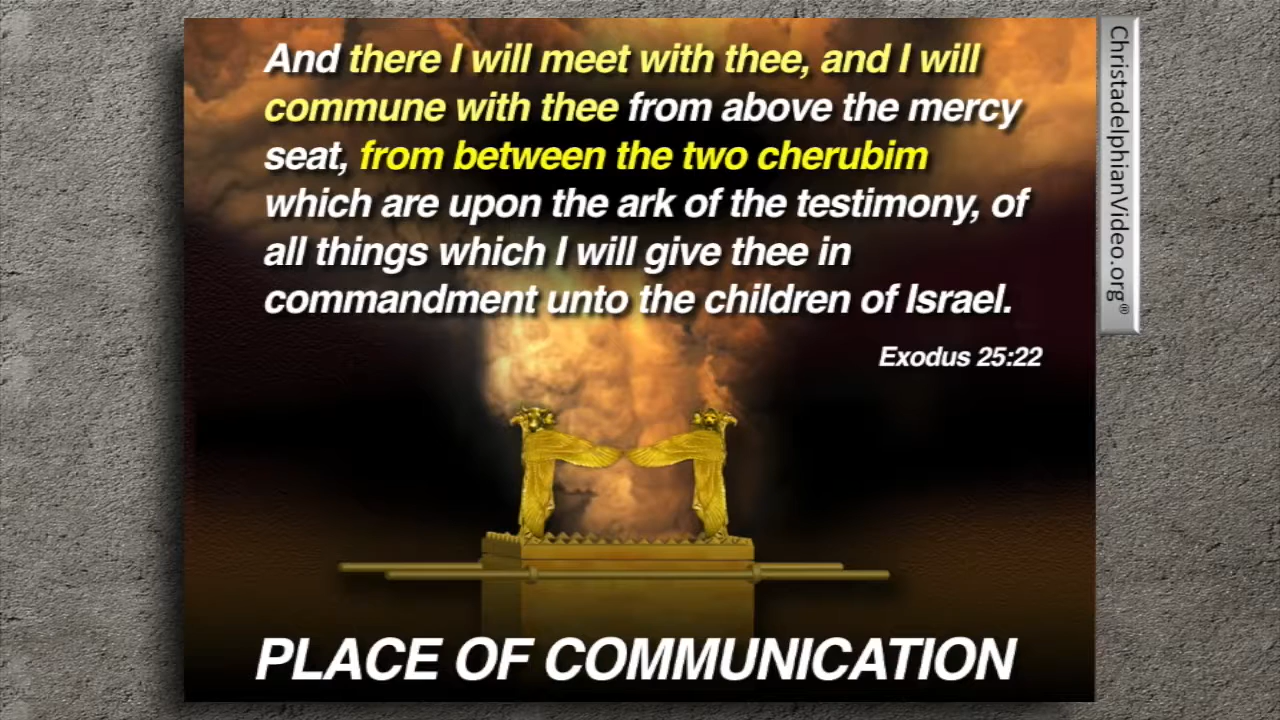 And there I will meet with thee, and I will
commune with thee from above the mercy
seat, from between the two cherubim
which are upon the ark of the testimony, of
all things which I will give thee in
commandment unto the children of Israel.
Exodus 25:22
PLACE OF COMMUNICATION
ChristadelphianVideo.org®